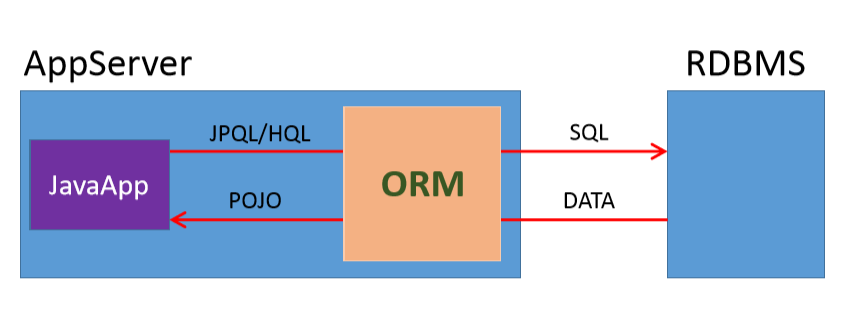 AppServer
RDBMS
JPQL/HQL
SQL
JavaApp
ORM
POJO
DATA